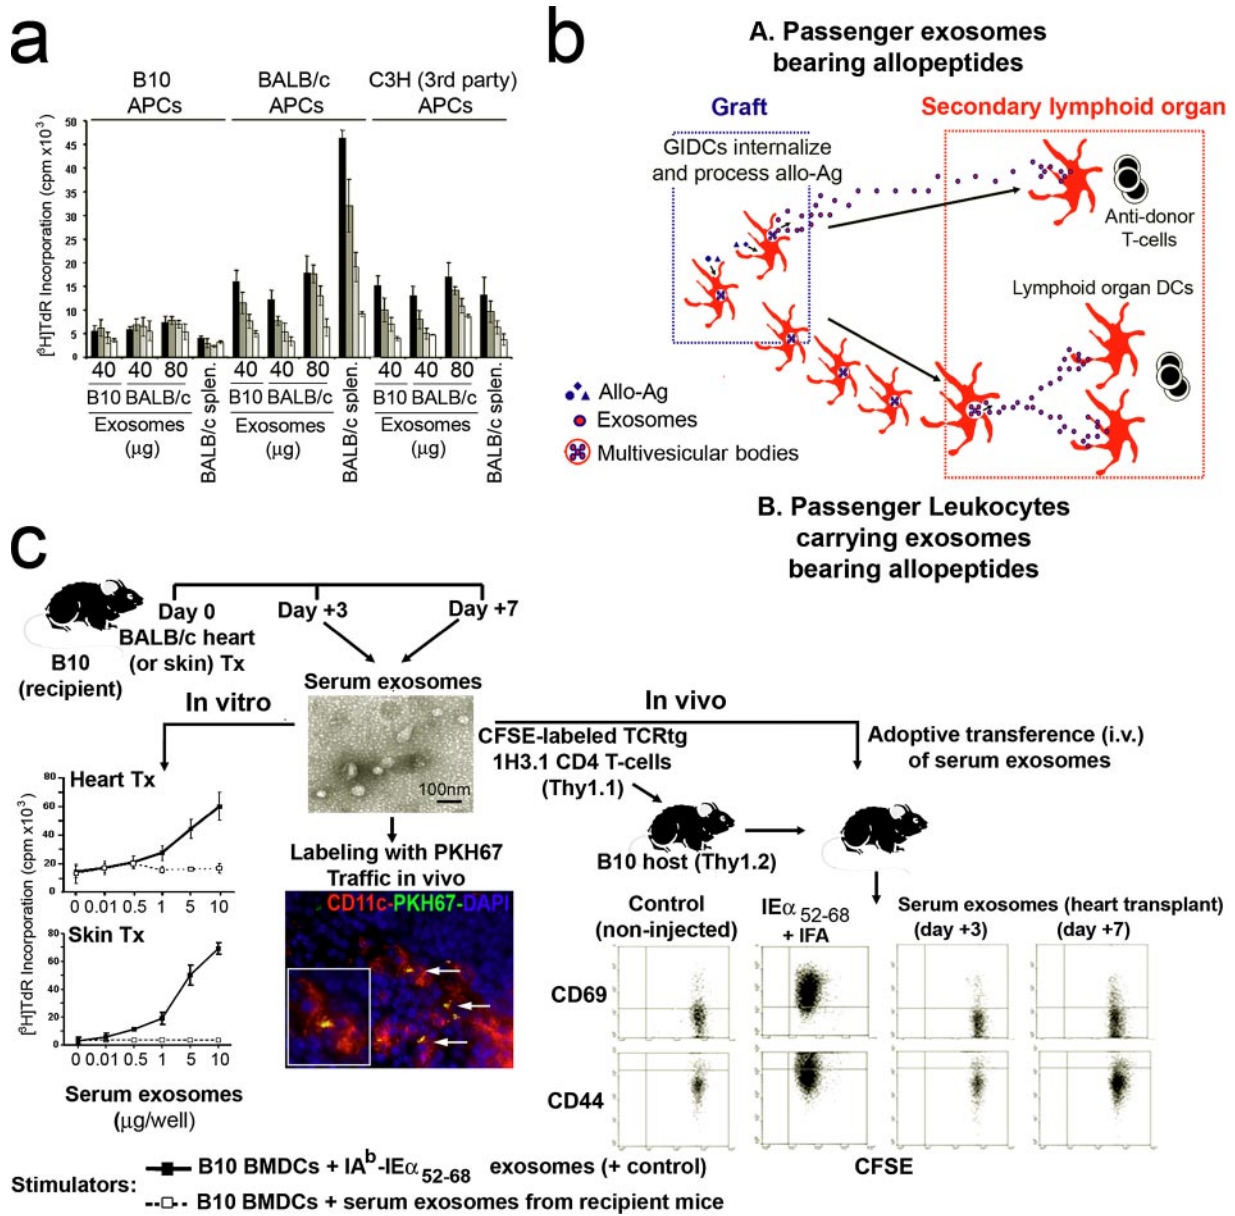 a
B10
APCs
BALB/c
APCs
C3H (3rd party)
APCs
[³H]TdR Incorporation (cpm x10³)
50
45
40
35
30
25
20
15
10
5
0
40 40 80
B10 BALB/c
Exosomes
(µg)
BALB/c splen.
40 40 80
B10 BALB/c
Exosomes
(µg)
BALB/c splen.
40 40 80
B10 BALB/c
Exosomes
(µg)
BALB/c splen.
b
A. Passenger exosomes
bearing allopeptides
Graft
Secondary lymphoid organ
GIDCs internalize
and process allo-Ag
Anti-donor
T-cells
Lymphoid organ DCs
Allo-Ag
Exosomes
Multivesicular bodies
B. Passenger Leukocytes
carrying exosomes
bearing allopeptides
c
Day 0
Day +3
Day +7
BALB/c heart
(or skin) Tx
B10
(recipient)
Serum exosomes
In vitro
In vivo
100nm
CFSE-labeled TCRtg
1H3.1 CD4 T-cells
(Thy1.1)
Adoptive transference (i.v.)
of serum exosomes
B10 host (Thy1.2)
Labeling with PKH67
Traffic in vivo
CD11c-PKH67-DAPI
[³H]TdR Incorporation (cpm x10³)
Heart Tx
80
60
40
20
0
0 0.01 0.5 1 5 10
Skin Tx
80
60
40
20
0
0 0.01 0.5 1 5 10
Serum exosomes
(µg/well)
Control
(non-injected)
IEα52-68
+ IFA
Serum exosomes (heart transplant)
(day +3)
(day +7)
CD69
CD44
CFSE
Stimulators:
B10 BMDCs + IAᵇ-IEα52-68 exosomes (+ control)
B10 BMDCs + serum exosomes from recipient mice